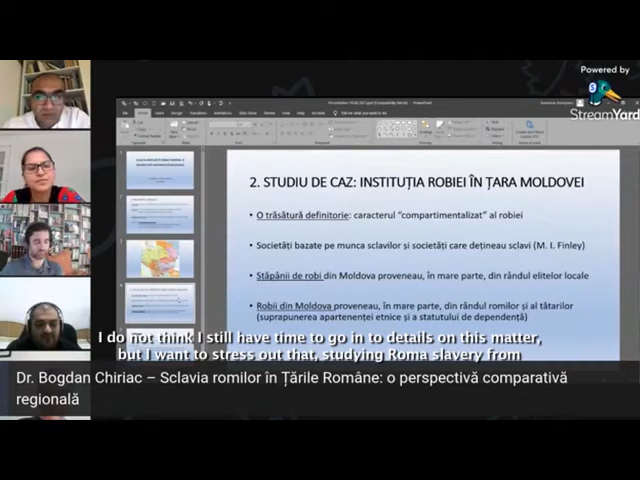 Powered by
StreamYard
2. STUDIU DE CAZ: INSTITUȚIA ROBIEI ÎN ȚARA MOLDOVEI
• O trăsătură definitorie: caracterul "compartimentalizat" al robiei
• Societăți bazate pe munca sclavilor și societăți care dețineau sclavi (M. I. Finley)
• Stăpânii de robi din Moldova proveneau, în mare parte, din rândul elitelor locale
• Robii din Moldova proveneau, în mare parte, din rândul romilor și al tătarilor
(suprapunerea apartenenței etnice și a statutului de dependență)
I do not think I still have time to go in to details on this matter,
but I want to stress out that, studying Roma slavery from
Dr. Bogdan Chiriac – Sclavia romilor în Țările Române: o perspectivă comparativă
regională